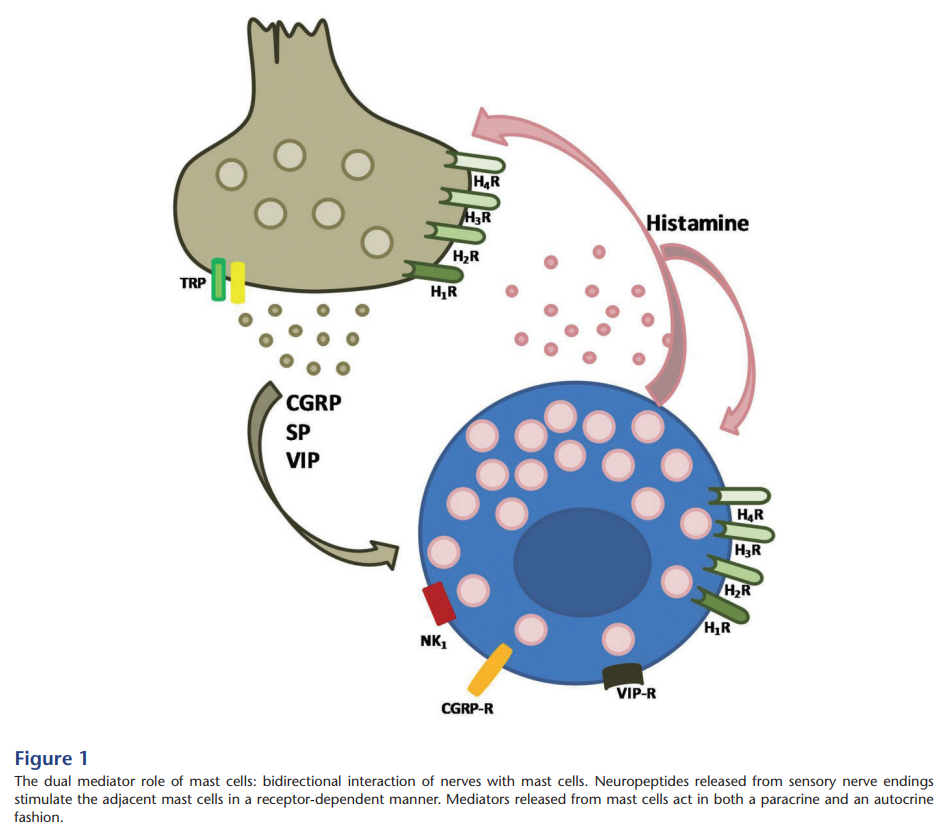 H₄R
H₃R
H₂R
H₁R
TRP
Histamine
CGRP
SP
VIP
H₄R
H₃R
H₂R
H₁R
NK₁
CGRP-R
VIP-R
Figure 1
The dual mediator role of mast cells: bidirectional interaction of nerves with mast cells. Neuropeptides released from sensory nerve endings
stimulate the adjacent mast cells in a receptor-dependent manner. Mediators released from mast cells act in both a paracrine and an autocrine
fashion.